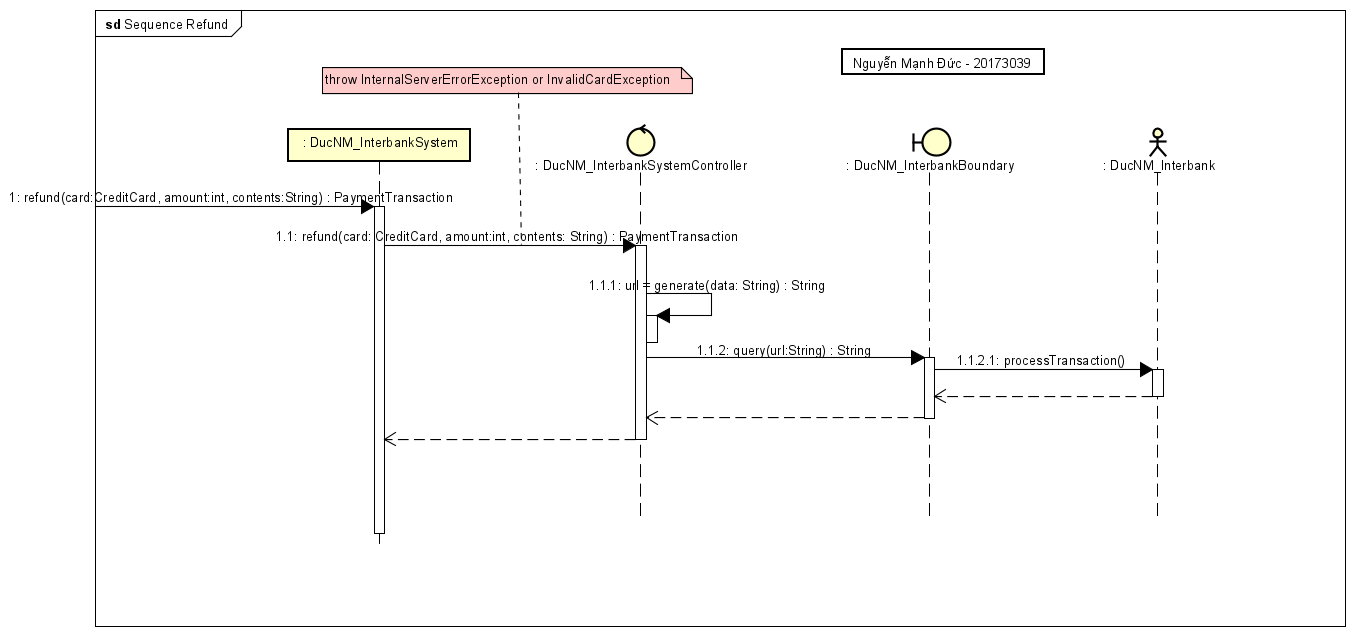 sd Sequence Refund
Nguyễn Mạnh Đức - 20173039
throw InternalServerErrorException or InvalidCardException
: DucNM_InterbankSystem
: DucNM_InterbankSystemController
: DucNM_InterbankBoundary
: DucNM_Interbank
1: refund(card:CreditCard, amount:int, contents:String) : PaymentTransaction
1.1: refund(card: CreditCard, amount:int, contents: String) : PaymentTransaction
1.1.1: url = generate(data: String) : String
1.1.2: query(url:String) : String
1.1.2.1: processTransaction()